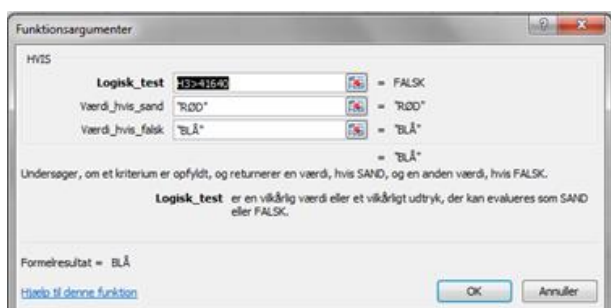 Funktionsargumenter
HVIS
Logisk_test H3>41640 = FALSK
Værdi_hvis_sand "RØD" = "RØD"
Værdi_hvis_falsk "BLÅ" = "BLÅ"
= "BLÅ"
Undersøger, om et kriterium er opfyldt, og returnerer en værdi, hvis SAND, og en anden værdi, hvis FALSK.
Logisk_test er en vilkårlig værdi eller et vilkårligt udtryk, der kan evalueres som SAND
eller FALSK.
Formelresultat = BLÅ
Hjælp til denne funktion OK Annuller